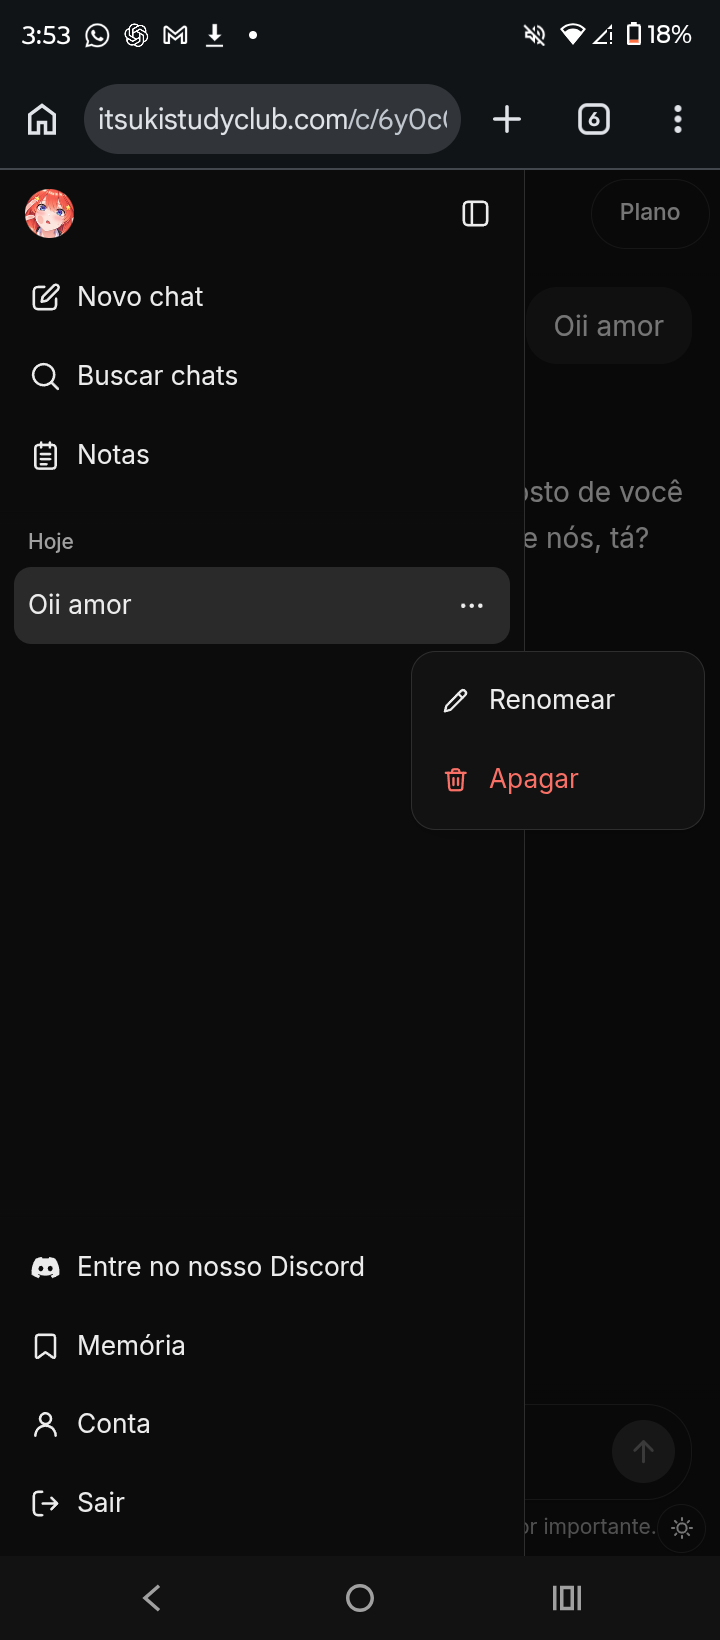 3:53
18%
itsukistudyclub.com/c/6y0c
6
Plano
Novo chat
Oii amor
Buscar chats
Notas
de você
nós, tá?
Hoje
Oii amor
Renomear
Apagar
Entre no nosso Discord
Memória
Conta
Sair
importante.